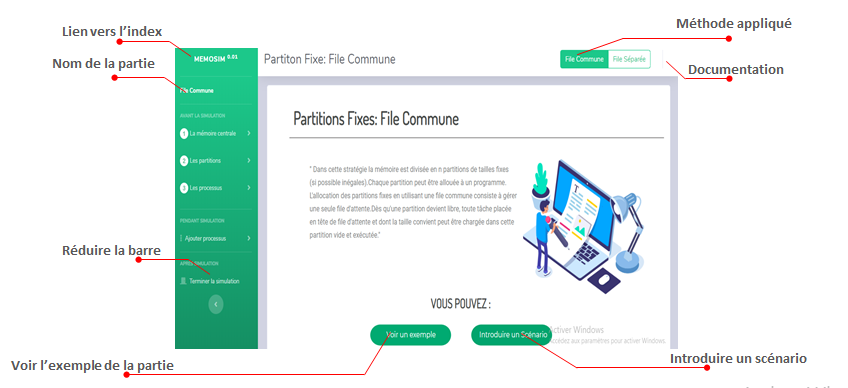 Méthode appliqué
Lien vers l’index
MEMOSIM 0.01
Partiton Fixe: File Commune
File Commune
File Séparée
Nom de la partie
Documentation
File Commune
AVANT LA SIMULATION
1 La mémoire centrale
2 Les partitions
3 Les processus
PENDANT SIMULATION
Ajouter processus
Réduire la barre
Terminer la simulation
Partitions Fixes: File Commune
" Dans cette stratégie la mémoire est divisée en n partitions de tailles fixes
(si possible inégales).Chaque partition peut être allouée à un programme.
L'allocation des partitions fixes en utilisant une file commune consiste à gérer
une seule file d'attente.Dès qu'une partition devient libre, toute tâche placée
en tête de file d'attente et dont la taille convient peut être chargée dans cette
partition vide et exécutée."
VOUS POUVEZ :
Voir un exemple
Introduire un Scénario
Activer Windows
Accédez aux paramètres pour activer Windows.
Voir l’exemple de la partie
Introduire un scénario